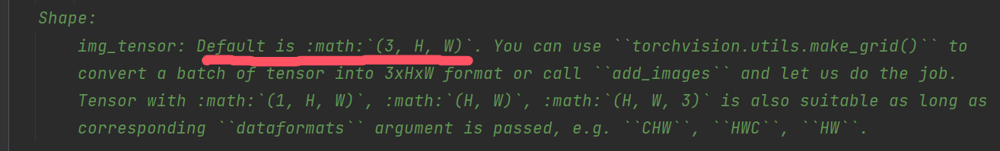 Shape:
img_tensor: Default is :math:`(3, H, W)`. You can use ``torchvision.utils.make_grid()`` to
convert a batch of tensor into 3xHxW format or call ``add_images`` and let us do the job.
Tensor with :math:`(1, H, W)`, :math:`(H, W)`, :math:`(H, W, 3)` is also suitable as long as
corresponding ``dataformats`` argument is passed, e.g. ``CHW``, ``HWC``, ``HW``.